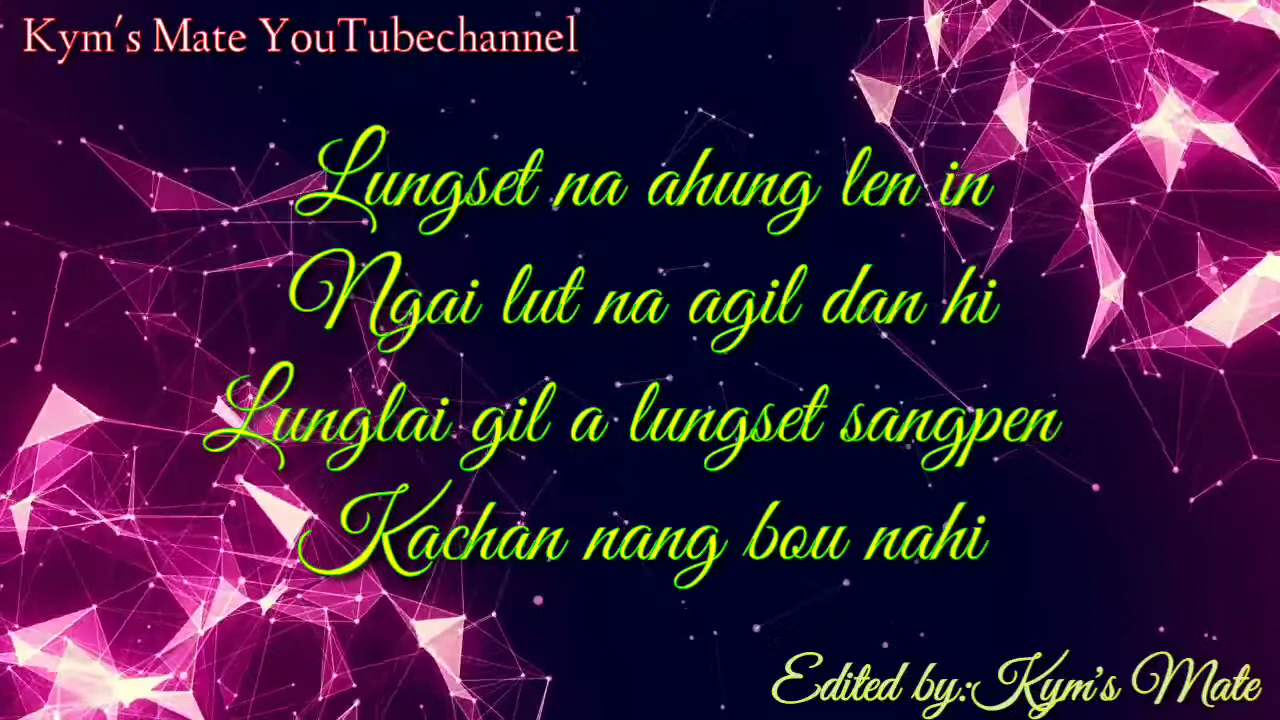 Kym's Mate YouTubechannel
Lungset na ahung len in
Ngai lut na agil dan hi
Lunglai gil a lungset sangpen
Kachan nang bou nahi
Edited by:Kym's Mate